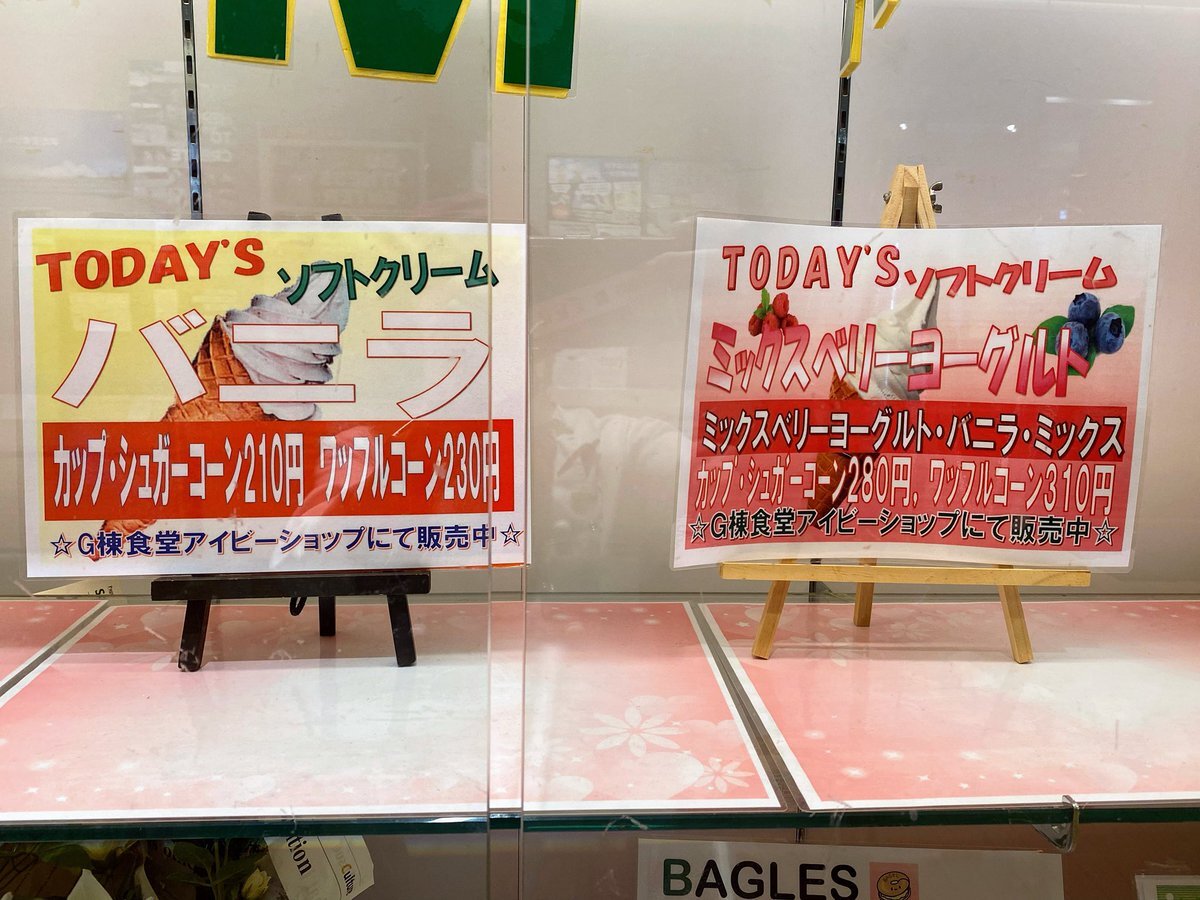 TODAY'S ソフトクリーム
バニラ
カップ・シュガーコーン210円 ワッフルコーン230円
☆G棟食堂アイビーショップにて販売中☆
TODAY'S ソフトクリーム
ミックスベリーヨーグルト
ミックスベリーヨーグルト・バニラ・ミックス
カップ・シュガーコーン280円, ワッフルコーン310円
☆G棟食堂アイビーショップにて販売中☆
BAGLES